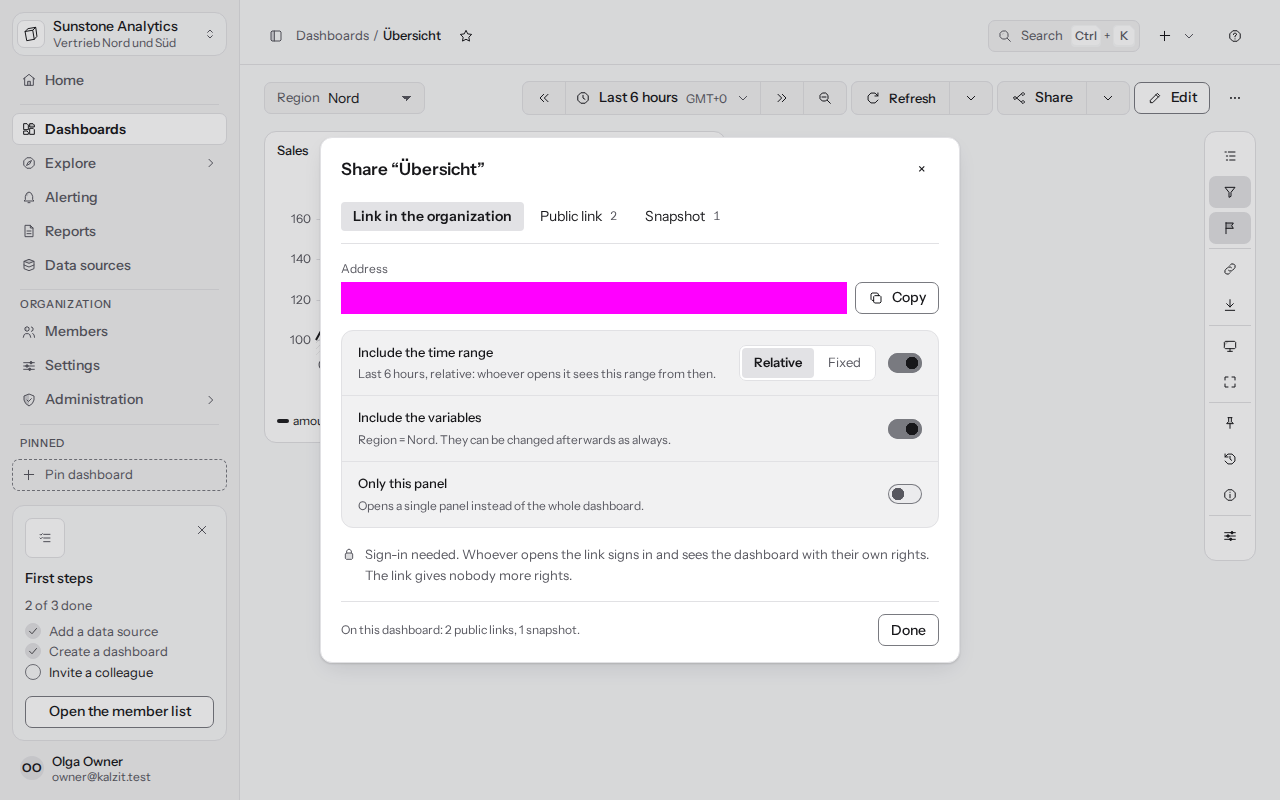 Sunstone Analytics
Vertrieb Nord und Süd
Home
Dashboards
Explore
Alerting
Reports
Data sources
ORGANIZATION
Members
Settings
Administration
PINNED
Pin dashboard
First steps
2 of 3 done
Add a data source
Create a dashboard
Invite a colleague
Open the member list
OO
Olga Owner
owner@kalzit.test
Dashboards / Übersicht
Search Ctrl + K
Region Nord
Last 6 hours GMT+0
Refresh
Share
Edit
Sales
160
140
120
100
Share “Übersicht”
Link in the organization
Public link 2
Snapshot 1
Address
Copy
Include the time range
Last 6 hours, relative: whoever opens it sees this range from then.
Relative
Fixed
Include the variables
Region = Nord. They can be changed afterwards as always.
Only this panel
Opens a single panel instead of the whole dashboard.
Sign-in needed. Whoever opens the link signs in and sees the dashboard with their own rights.
The link gives nobody more rights.
On this dashboard: 2 public links, 1 snapshot.
Done